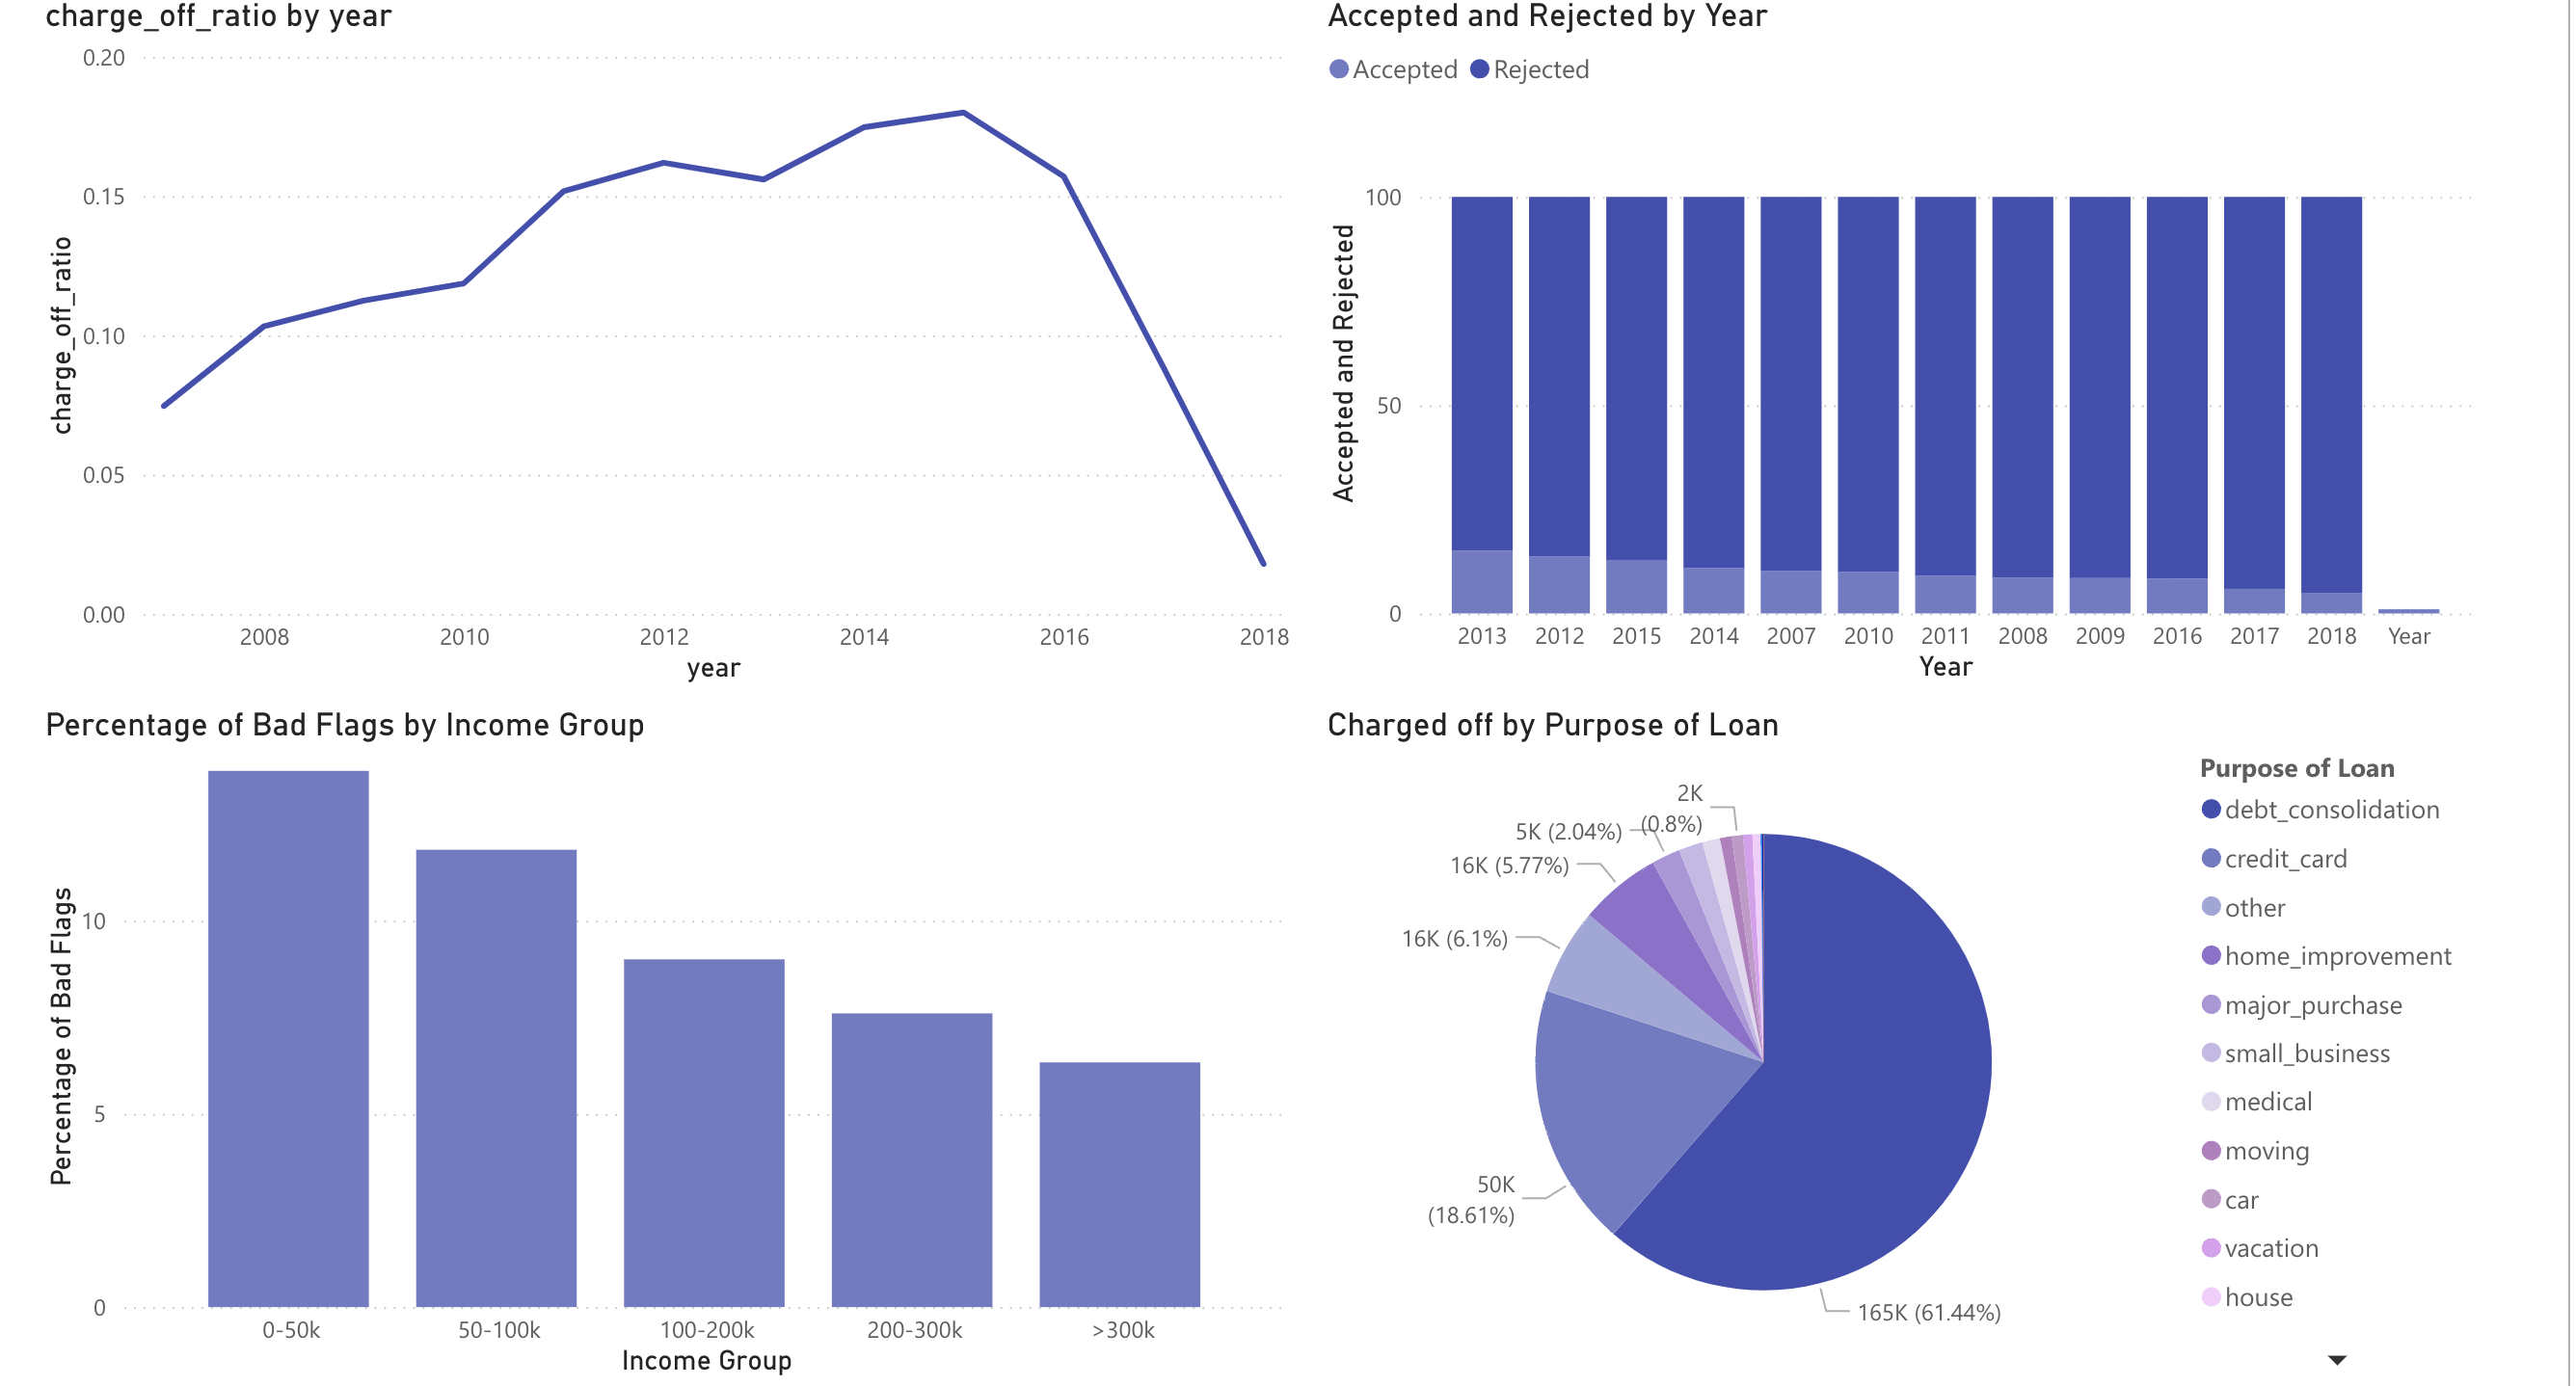 charge_off_ratio by year
0.20
0.15
0.10
0.05
0.00
charge_off_ratio
2008 2010 2012 2014 2016 2018
year
Accepted and Rejected by Year
Accepted Rejected
100
50
0
Accepted and Rejected
2013 2012 2015 2014 2007 2010 2011 2008 2009 2016 2017 2018 Year
Year
Percentage of Bad Flags by Income Group
10
5
0
Percentage of Bad Flags
0-50k 50-100k 100-200k 200-300k >300k
Income Group
Charged off by Purpose of Loan
2K
(0.8%)
5K (2.04%)
16K (5.77%)
16K (6.1%)
50K
(18.61%)
165K (61.44%)
Purpose of Loan
debt_consolidation
credit_card
other
home_improvement
major_purchase
small_business
medical
moving
car
vacation
house